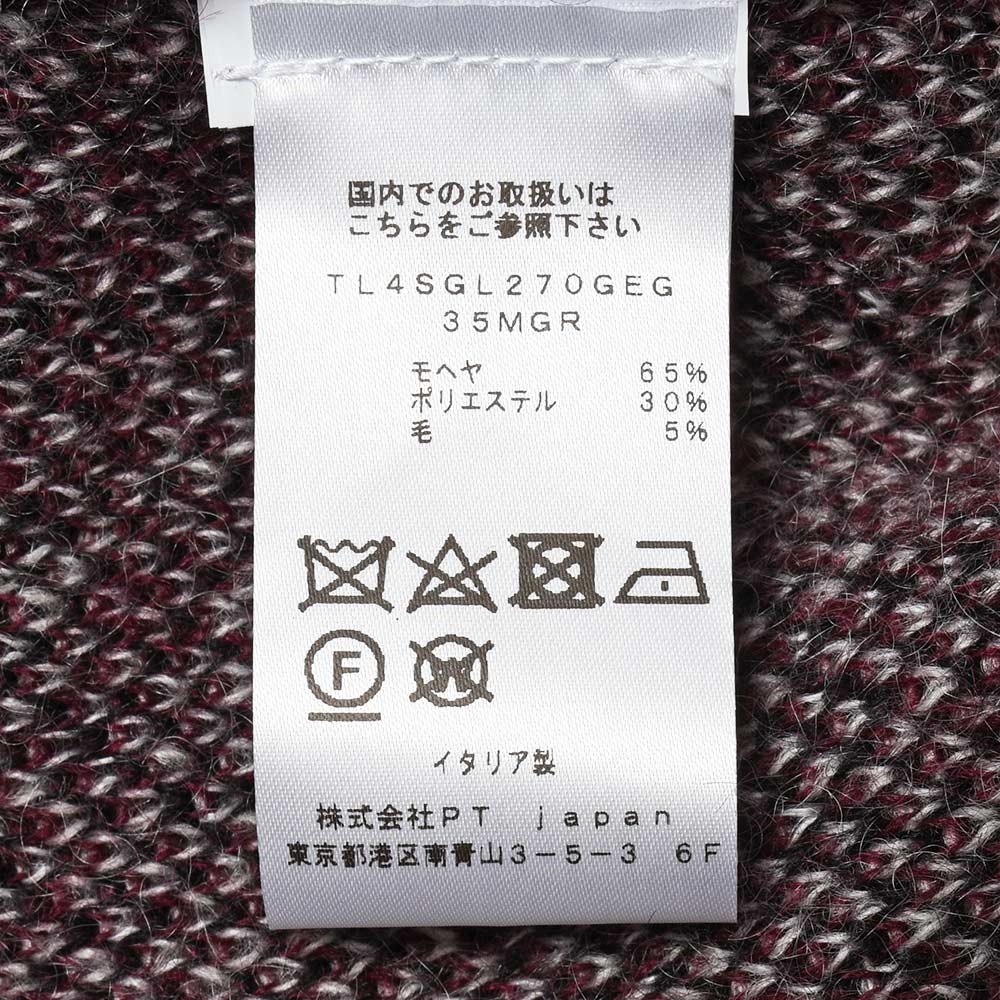 国内でのお取扱いは
こちらをご参照下さい
TL4SGL270GEG
35MGR
モヘヤ 65%
ポリエステル 30%
毛 5%
F W
イタリア製
株式会社PT japan
東京都港区南青山3-5-3 6F